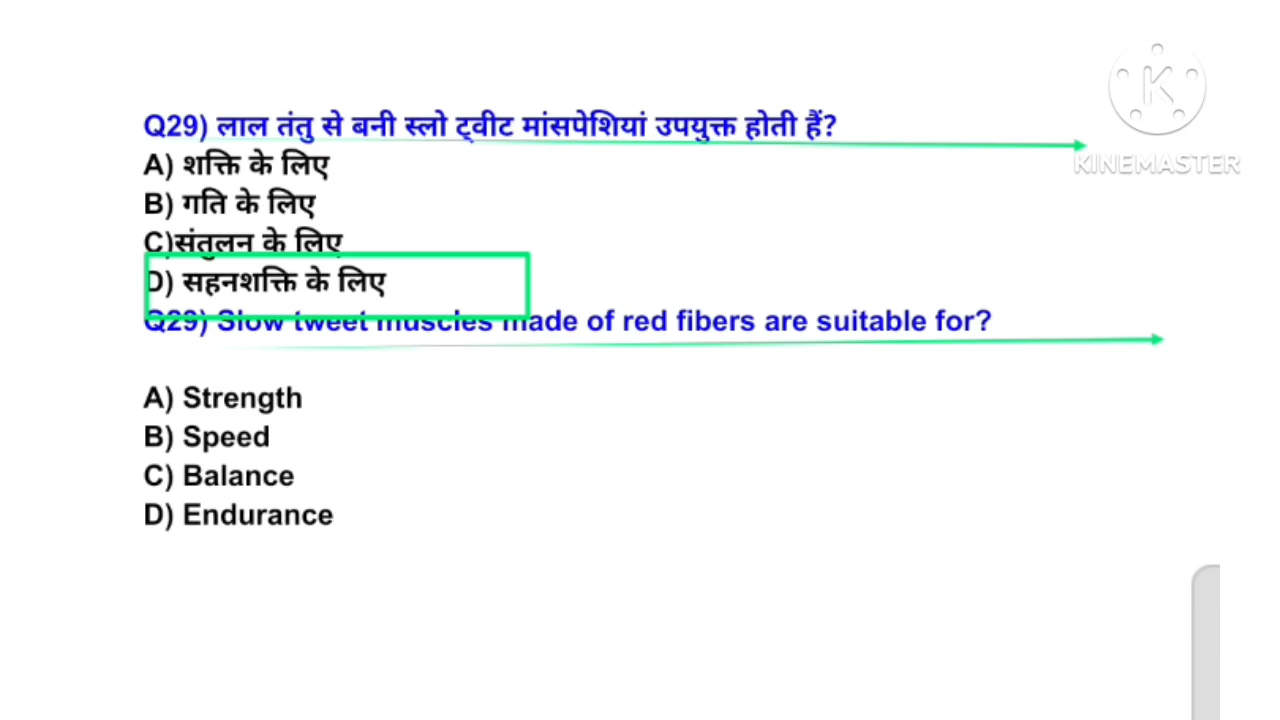 Q29) लाल तंतु से बनी स्लो ट्वीट मांसपेशियां उपयुक्त होती हैं?
A) शक्ति के लिए
B) गति के लिए
C)संतुलन के लिए
D) सहनशक्ति के लिए
Q29) Slow tweet muscles made of red fibers are suitable for?
A) Strength
B) Speed
C) Balance
D) Endurance
K
KINEMASTER